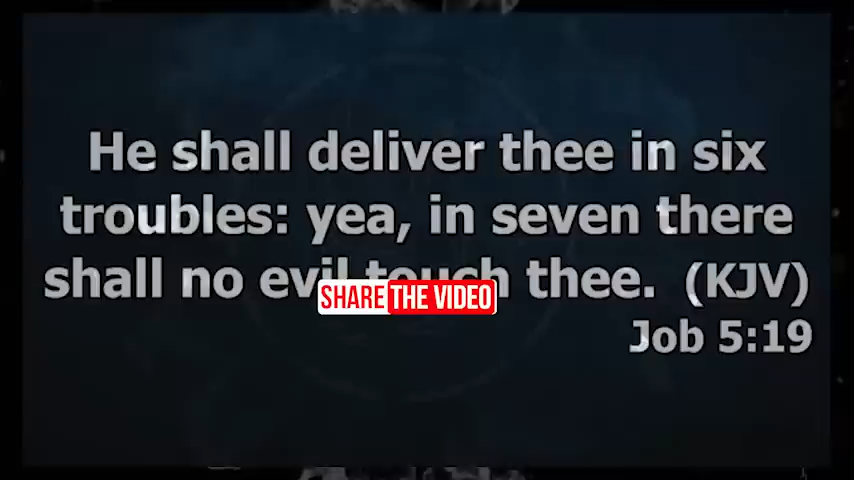 He shall deliver thee in six
troubles: yea, in seven there
shall no evil touch thee. (KJV)
SHARE THE VIDEO
Job 5:19